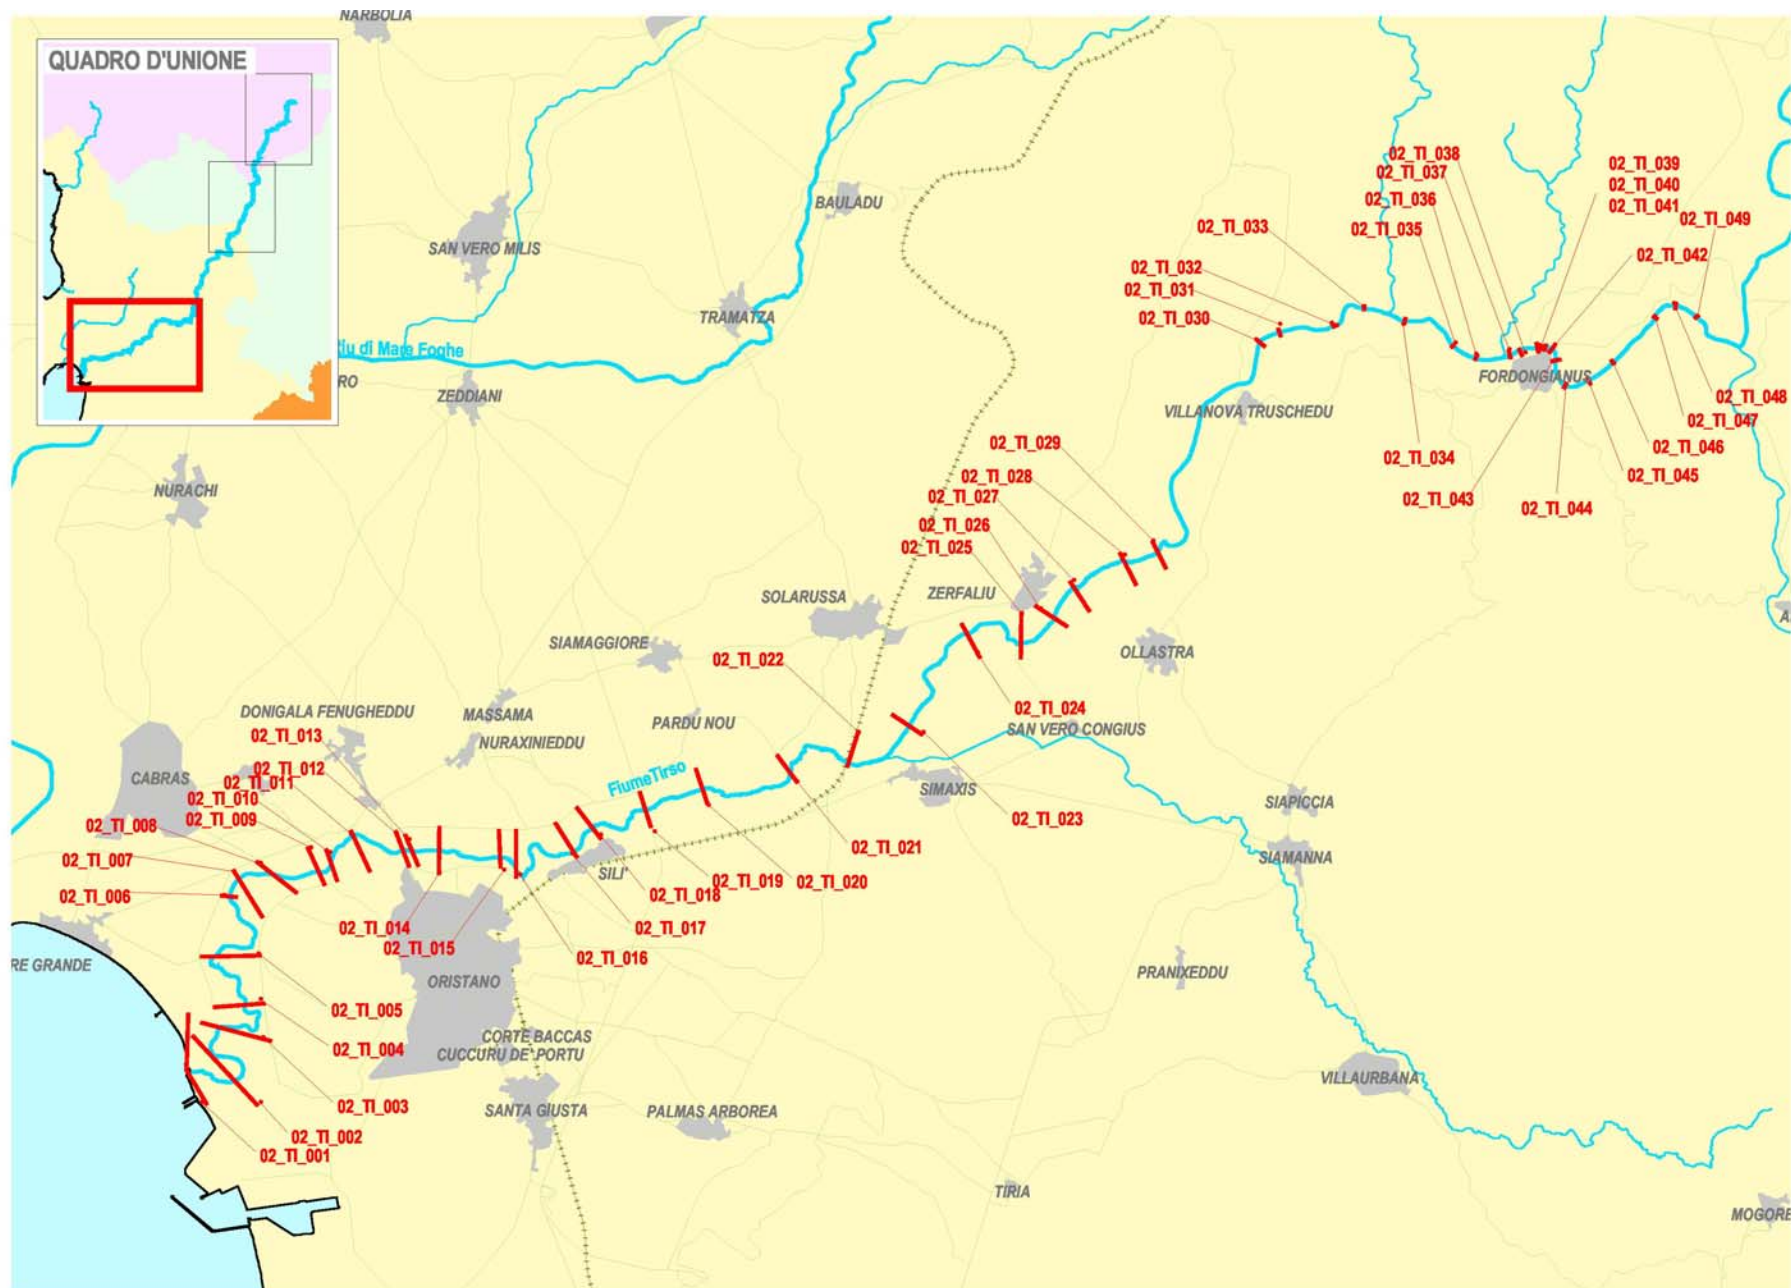 NARBOLIA
QUADRO D'UNIONE
BAULADU
SAN VERO MILIS
TRAMATZA
tiu di Mare Foghe
RO
ZEDDIANI
NURACHI
02_TI_038
02_TI_037
02_TI_036
02_TI_035
02_TI_039
02_TI_040
02_TI_041
02_TI_049
02_TI_042
02_TI_033
02_TI_032
02_TI_031
02_TI_030
FORDONGIANUS
VILLANOVA TRUSCHEDU
02_TI_048
02_TI_047
02_TI_046
02_TI_045
02_TI_034
02_TI_043
02_TI_044
02_TI_029
02_TI_028
02_TI_027
02_TI_026
02_TI_025
ZERFALIU
SOLARUSSA
SIAMAGGIORE
OLLASTRA
02_TI_022
02_TI_024
SAN VERO CONGIUS
DONIGALA FENUGHEDDU
MASSAMA
PARDU NOU
NURAXINIEDDU
02_TI_013
02_TI_012
02_TI_011
02_TI_010
02_TI_009
02_TI_008
02_TI_007
02_TI_006
CABRAS
FiumeTirso
SIMAXIS
SIAPICCIA
02_TI_023
02_TI_021
SIAMANNA
SILI'
02_TI_020
02_TI_019
02_TI_018
02_TI_017
02_TI_016
02_TI_014
02_TI_015
RE GRANDE
ORISTANO
PRANIXEDDU
02_TI_005
02_TI_004
CORTE BACCAS
CUCCURU DE PORTU
VILLAURBANA
02_TI_003
SANTA GIUSTA
PALMAS ARBOREA
02_TI_002
02_TI_001
TIRIA
MOGORE